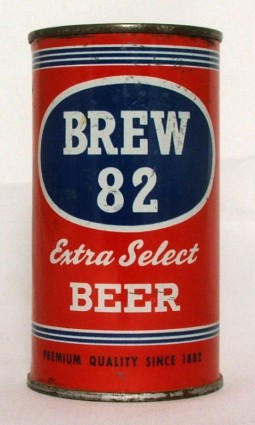 BREW
82
Extra Select
BEER
PREMIUM QUALITY SINCE 1882